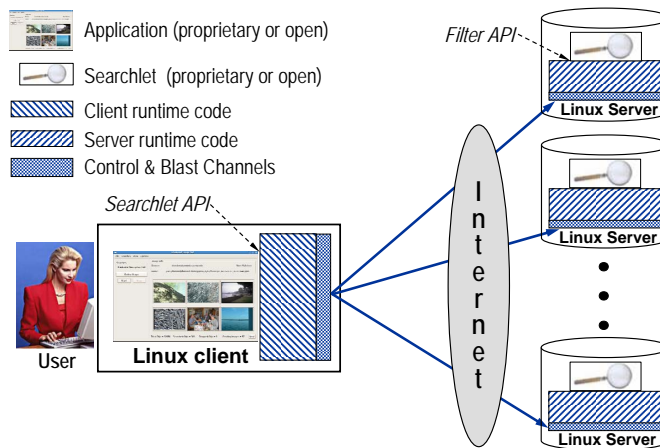 Application (proprietary or open)
Searchlet (proprietary or open)
Client runtime code
Server runtime code
Control & Blast Channels
Searchlet API
User
Linux client
I
n
t
e
r
n
e
t
Filter API
Linux Server
Linux Server
Linux Server